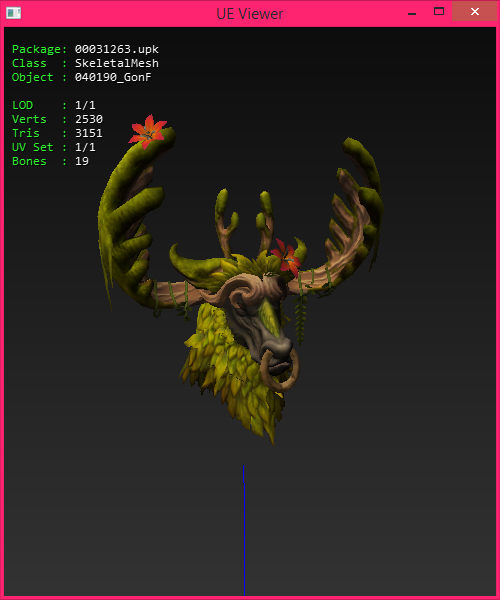 UE Viewer
Package: 00031263.upk
Class  : SkeletalMesh
Object : 040190_GonF
LOD    : 1/1
Verts  : 2530
Tris   : 3151
UV Set : 1/1
Bones  : 19